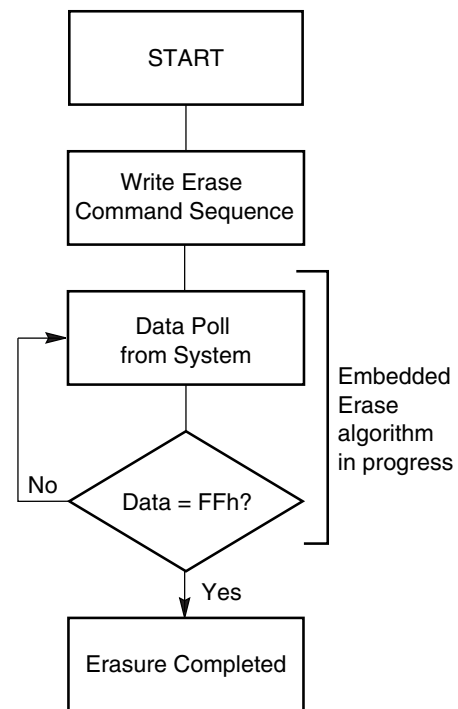 START
Write Erase
Command Sequence
Data Poll
from System
Embedded
Erase
algorithm
in progress
No
Data = FFh?
Yes
Erasure Completed